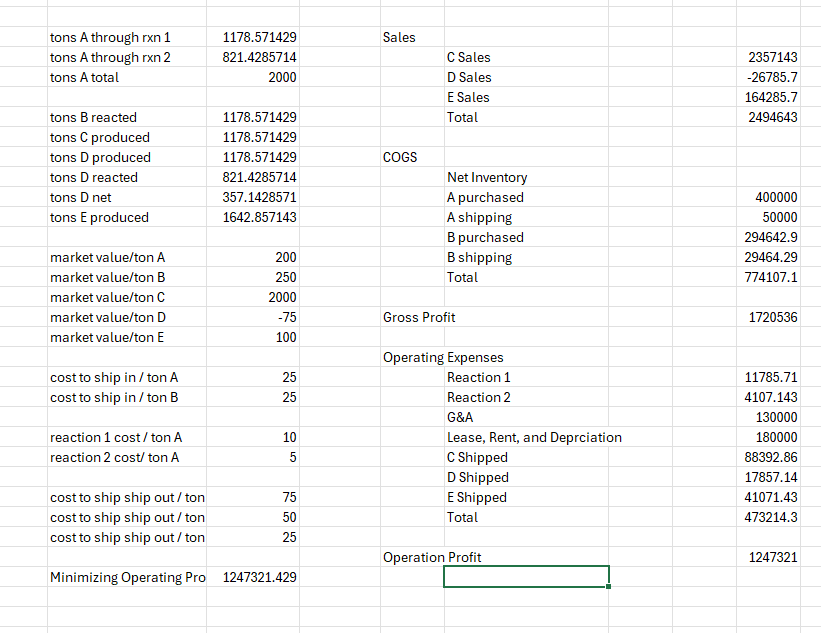 tons A through rxn 1 1178.571429 Sales
tons A through rxn 2 821.4285714 C Sales 2357143
tons A total 2000 D Sales -26785.7
E Sales 164285.7
tons B reacted 1178.571429 Total 2494643
tons C produced 1178.571429
tons D produced 1178.571429 COGS
tons D reacted 821.4285714 Net Inventory
tons D net 357.1428571 A purchased 400000
tons E produced 1642.857143 A shipping 50000
B purchased 294642.9
market value/ton A 200 B shipping 29464.29
market value/ton B 250 Total 774107.1
market value/ton C 2000
market value/ton D -75 Gross Profit 1720536
market value/ton E 100
Operating Expenses
cost to ship in / ton A 25 Reaction 1 11785.71
cost to ship in / ton B 25 Reaction 2 4107.143
G&A 130000
reaction 1 cost / ton A 10 Lease, Rent, and Deprciation 180000
reaction 2 cost/ ton A 5 C Shipped 88392.86
D Shipped 17857.14
cost to ship ship out / ton 75 E Shipped 41071.43
cost to ship ship out / ton 50 Total 473214.3
cost to ship ship out / ton 25
Operation Profit 1247321
Minimizing Operating Pro 1247321.429